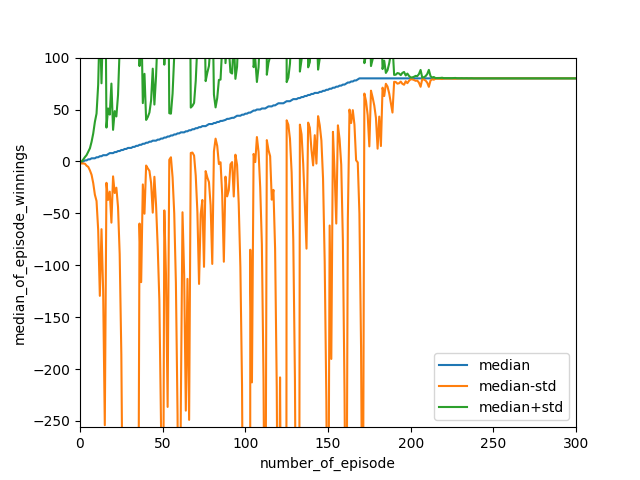 100
50
0
−50
−100
−150
−200
−250
median_of_episode_winnings
median
median-std
median+std
0 50 100 150 200 250 300
number_of_episode